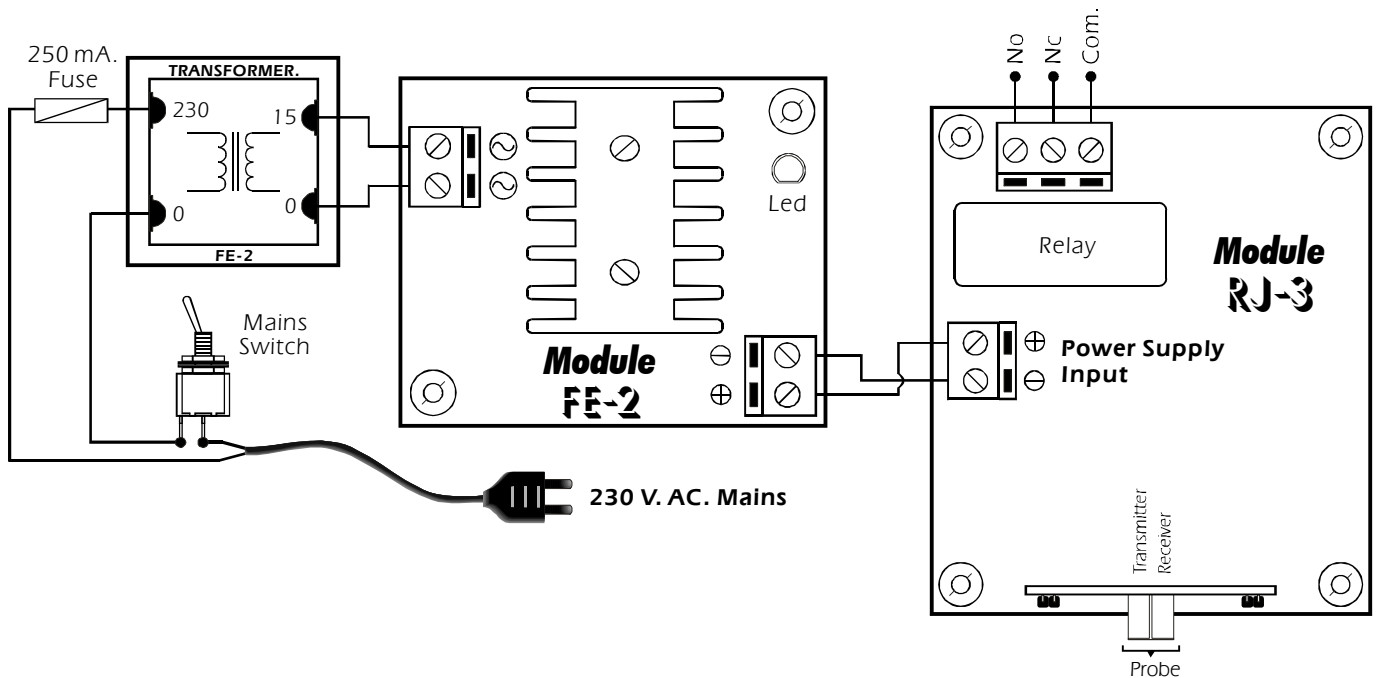 250 mA.
Fuse
TRANSFORMER.
230
15
0
0
FE-2
Mains
Switch
230 V. AC. Mains
Led
Module
FE-2
No
Nc
Com.
Relay
Module
RJ-3
Power Supply
Input
Transmitter
Receiver
Probe